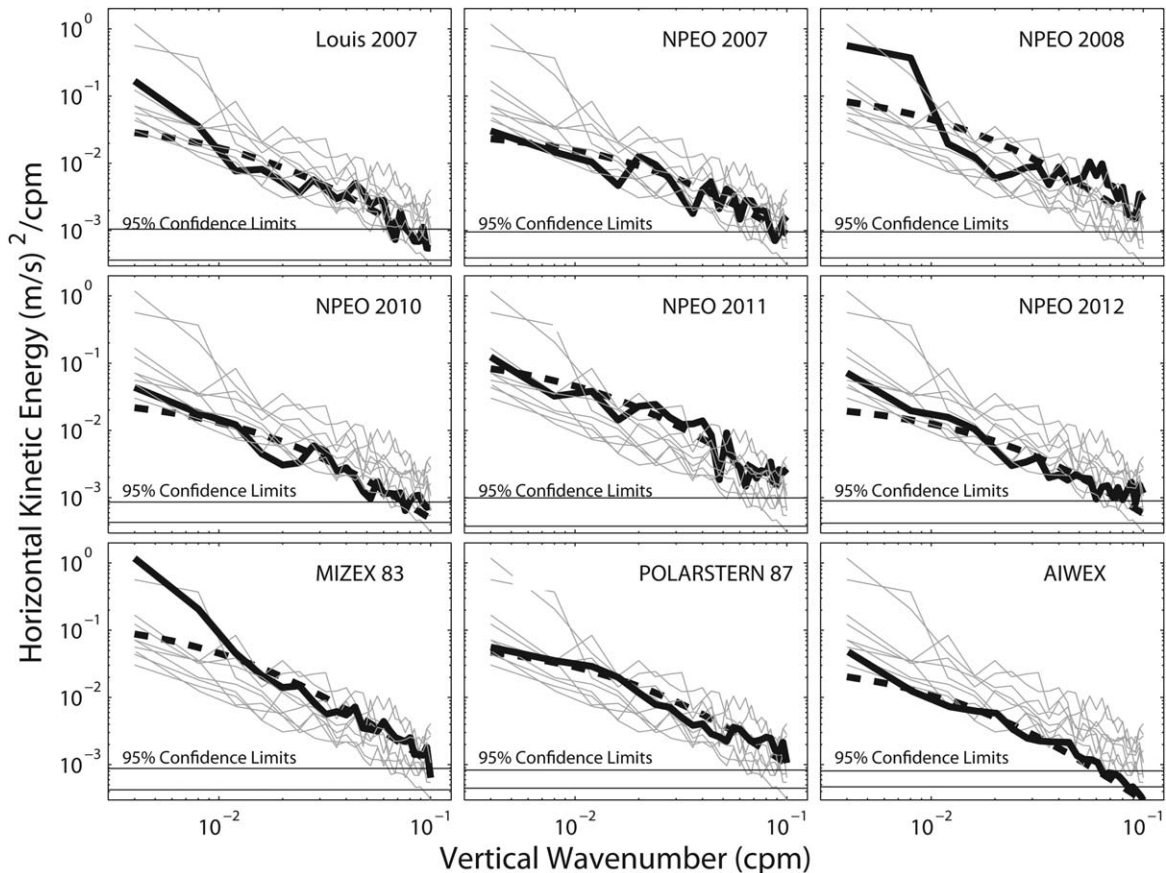 Horizontal Kinetic Energy (m/s) ²/cpm
10⁰
10⁻¹
10⁻²
10⁻³
Louis 2007
95% Confidence Limits
NPEO 2007
95% Confidence Limits
NPEO 2008
95% Confidence Limits
10⁰
10⁻¹
10⁻²
10⁻³
NPEO 2010
95% Confidence Limits
NPEO 2011
95% Confidence Limits
NPEO 2012
95% Confidence Limits
10⁰
10⁻¹
10⁻²
10⁻³
MIZEX 83
95% Confidence Limits
POLARSTERN 87
95% Confidence Limits
AIWEX
95% Confidence Limits
10⁻² 10⁻¹ 10⁻² 10⁻¹ 10⁻² 10⁻¹
Vertical Wavenumber (cpm)